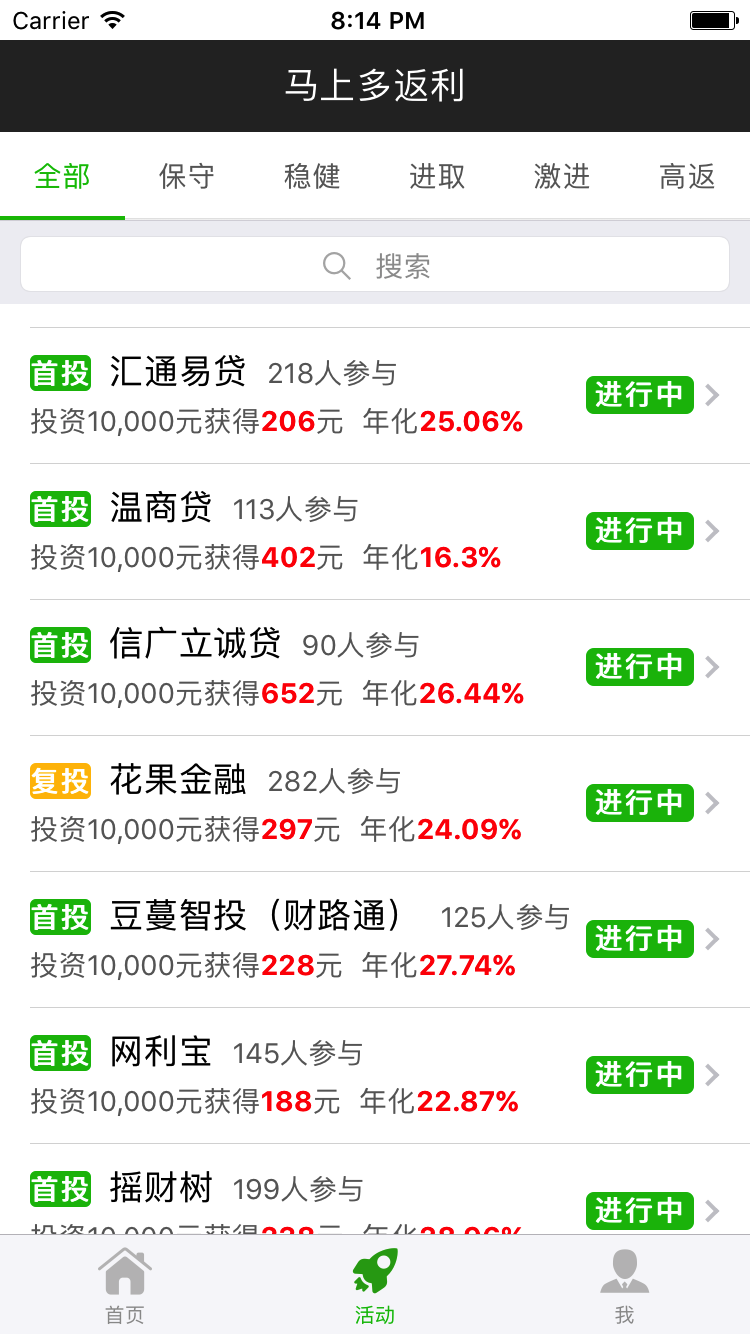 Carrier 8:14 PM
马上多返利
全部 保守 稳健 进取 激进 高返
搜索
首投 汇通易贷 218人参与
进行中
投资10,000元获得206元 年化25.06%
首投 温商贷 113人参与
进行中
投资10,000元获得402元 年化16.3%
首投 信广立诚贷 90人参与
进行中
投资10,000元获得652元 年化26.44%
复投 花果金融 282人参与
进行中
投资10,000元获得297元 年化24.09%
首投 豆蔓智投（财路通） 125人参与
进行中
投资10,000元获得228元 年化27.74%
首投 网利宝 145人参与
进行中
投资10,000元获得188元 年化22.87%
首投 摇财树 199人参与
进行中
投资10,000元获得 元 年化
首页 活动 我